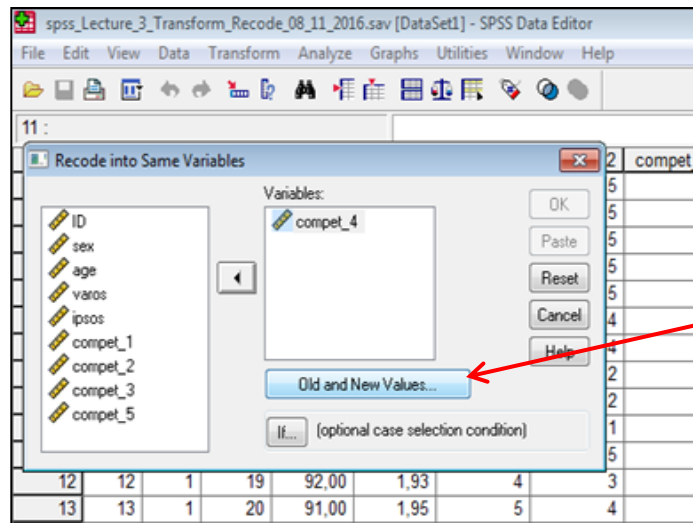 spss_Lecture_3_Transform_Recode_08_11_2016.sav [DataSet1] - SPSS Data Editor
File Edit View Data Transform Analyze Graphs Utilities Window Help
11 :
Recode into Same Variables
2 compet_
Variables:
ID
sex
age
varos
ipsos
compet_1
compet_2
compet_3
compet_5
compet_4
OK
Paste
Reset
Cancel
Help
Old and New Values...
If... (optional case selection condition)
5
5
5
5
5
4
4
2
2
1
5
12 12 1 19 92,00 1,93 4 3
13 13 1 20 91,00 1,95 5 4